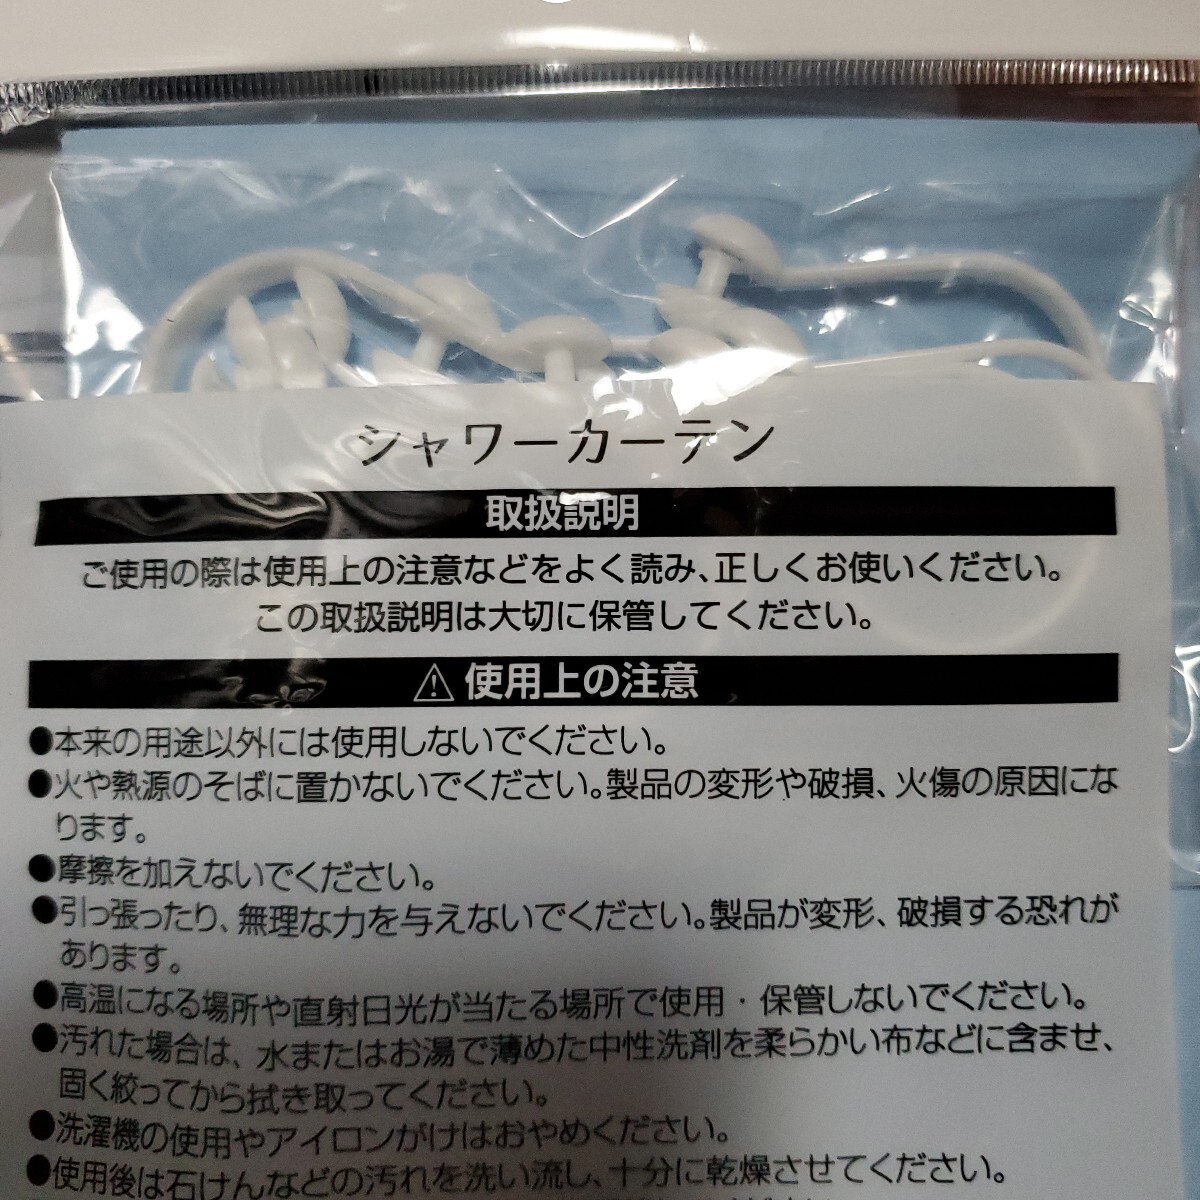 シャワーカーテン
取扱説明
ご使用の際は使用上の注意などをよく読み、正しくお使いください。
この取扱説明は大切に保管してください。
⚠使用上の注意
●本来の用途以外には使用しないでください。
●火や熱源のそばに置かないでください。製品の変形や破損、火傷の原因にな
ります。
●摩擦を加えないでください。
●引っ張ったり、無理な力を与えないでください。製品が変形、破損する恐れが
あります。
●高温になる場所や直射日光が当たる場所で使用・保管しないでください。
●汚れた場合は、水またはお湯で薄めた中性洗剤を柔らかい布などに含ませ、
固く絞ってから拭き取ってください。
●洗濯機の使用やアイロンがけはおやめください。
●使用後は石けんなどの汚れを洗い流し、十分に乾燥させてください。